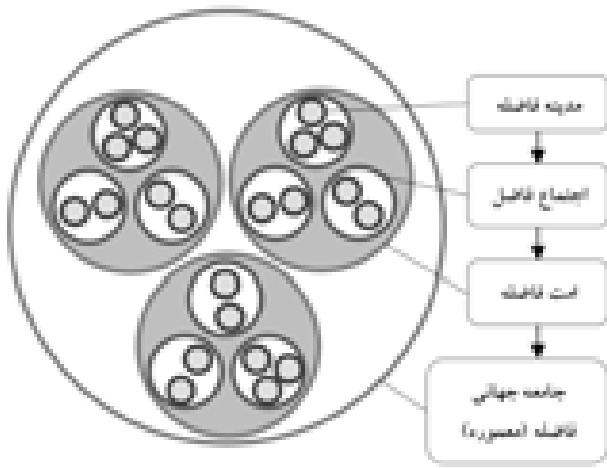 مدینه فاضله
اجتماع فاضل
امت فاضله
جامعه جهانی
فاضله (معموره)